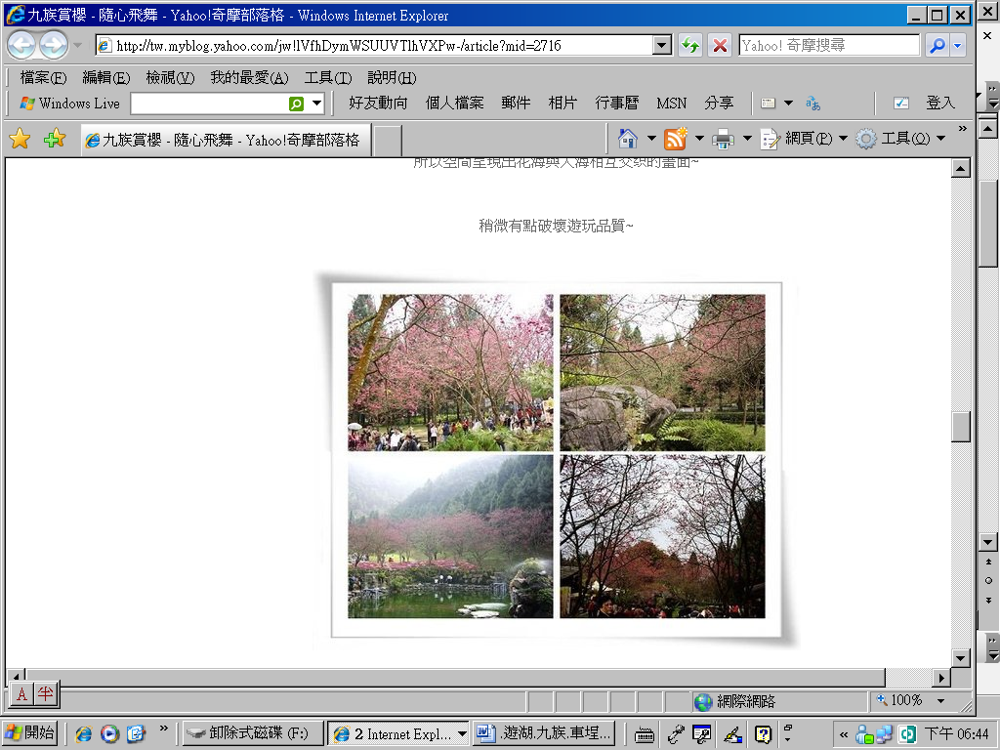 九族賞櫻 - 隨心飛舞 - Yahoo!奇摩部落格 - Windows Internet Explorer
http://tw.myblog.yahoo.com/jw!lVfhDymWSUUVTlhVXPw-/article?mid=2716
Yahoo! 奇摩搜尋
檔案(F) 編輯(E) 檢視(V) 我的最愛(A) 工具(T) 說明(H)
Windows Live 好友動向 個人檔案 郵件 相片 行事曆 MSN 分享 登入
九族賞櫻 - 隨心飛舞 - Yahoo!奇摩部落格 網頁(P) 工具(O)
所以空間呈現出花海與人海相互交織的畫面~
稍微有點破壞遊玩品質~
A 半
網際網路 100%
開始 卸除式磁碟 (F:) 2 Internet Expl... .遊湖.九族.車埕... 下午 06:44